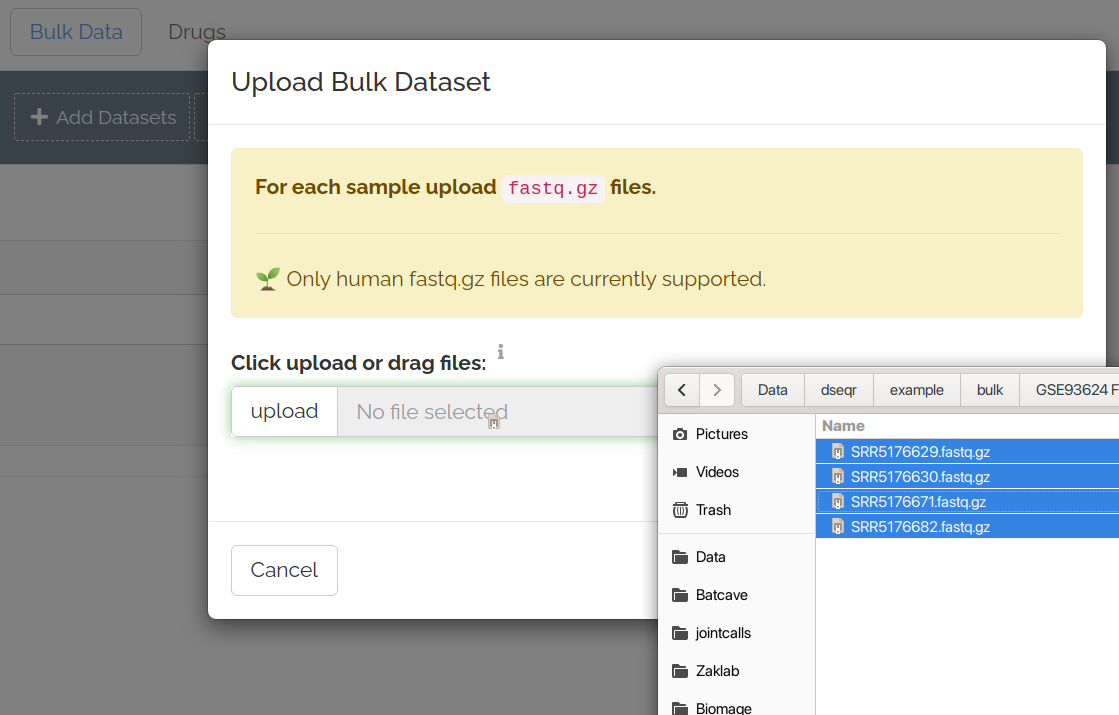 Bulk Data
Drugs
Add Datasets
Upload Bulk Dataset
For each sample upload fastq.gz files.
Only human fastq.gz files are currently supported.
Click upload or drag files:
upload
No file selected
Cancel
Data
dseqr
example
bulk
GSE93624 F
Pictures
Videos
Trash
Data
Batcave
jointcalls
Zaklab
Biomage
Name
SRR5176629.fastq.gz
SRR5176630.fastq.gz
SRR5176671.fastq.gz
SRR5176682.fastq.gz